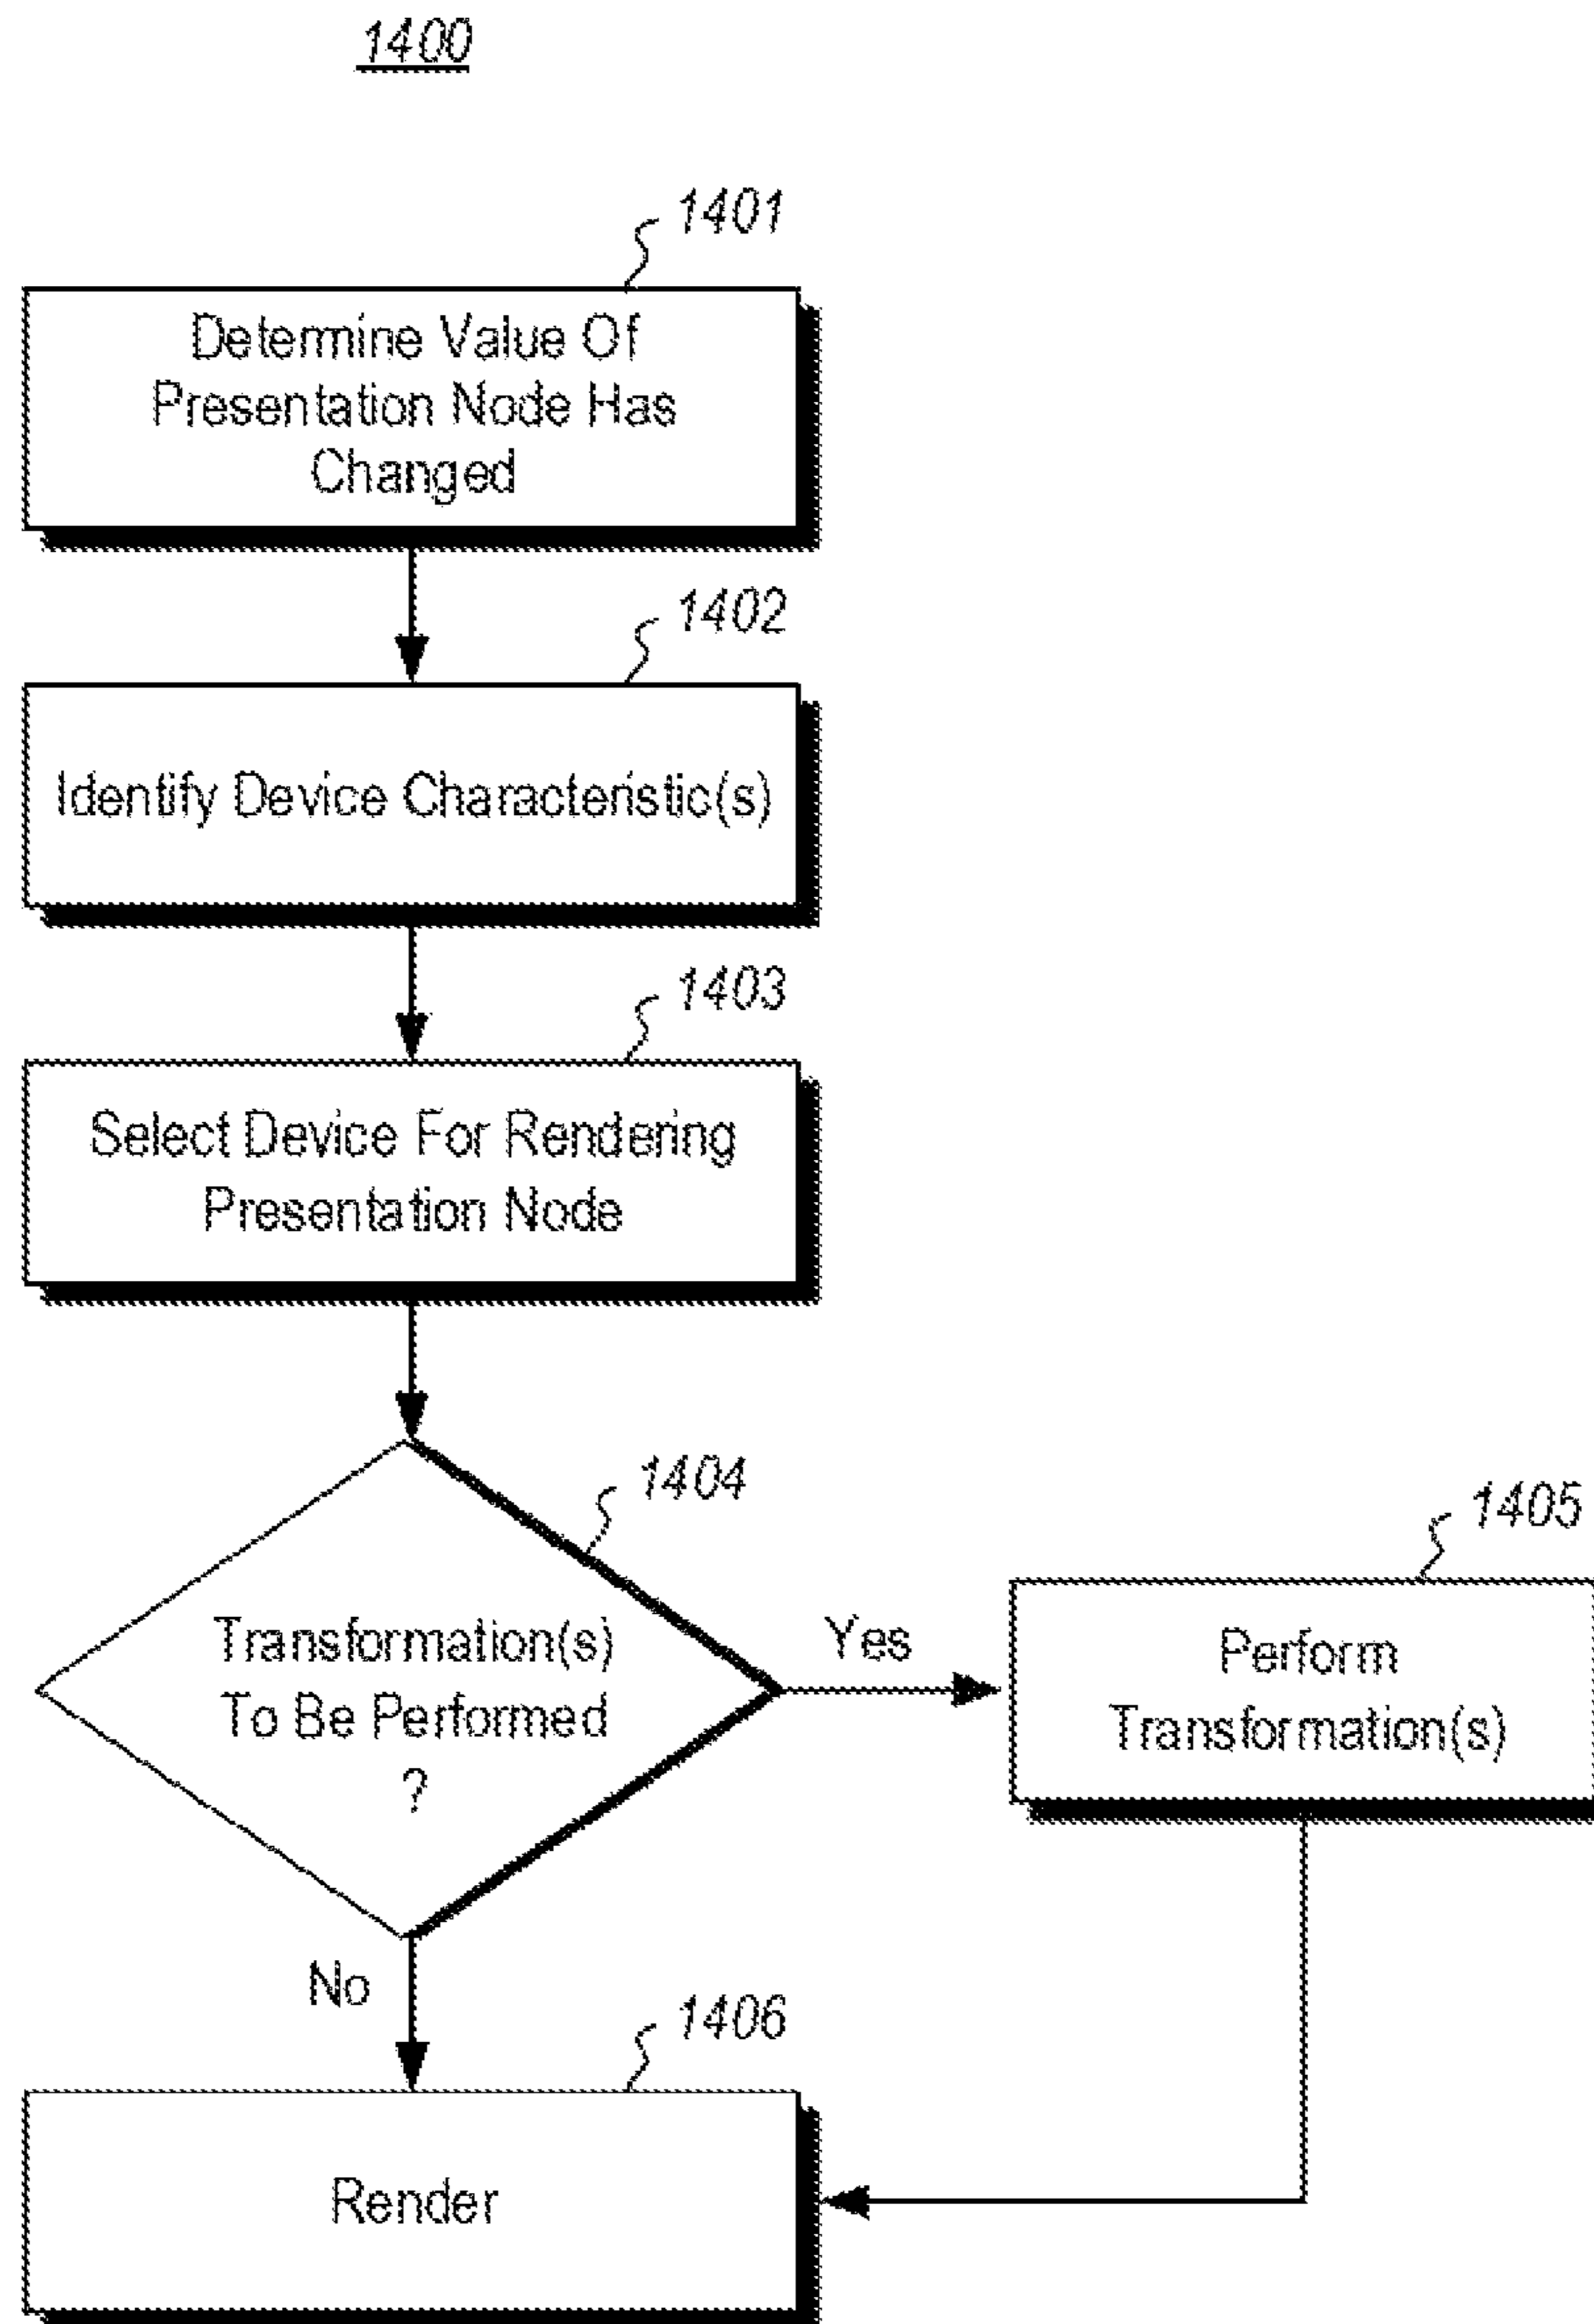 1400
1401
Determine Value Of
Presentation Node Has
Changed
1402
Identify Device Characteristic(s)
1403
Select Device For Rendering
Presentation Node
1404
Transformation(s)
To Be Performed
?
Yes
1405
Perform
Transformation(s)
No
1406
Render